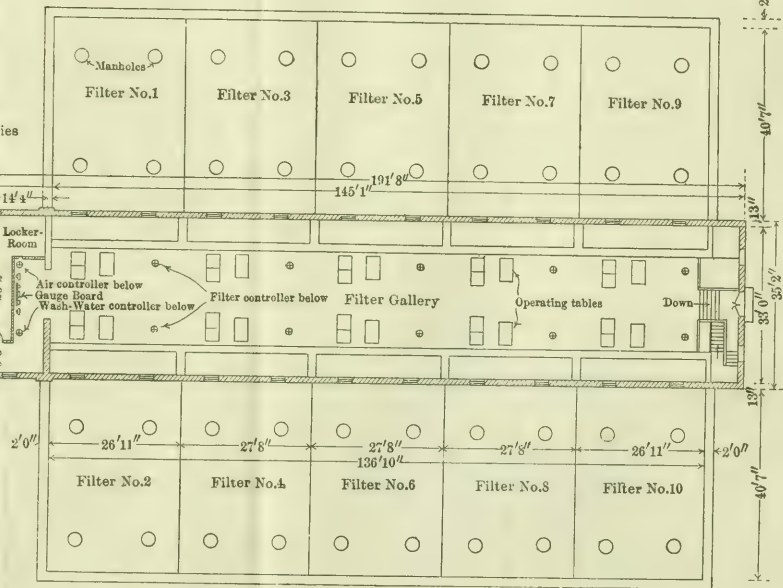 2
Manholes
Filter No.1
Filter No.3
Filter No.5
Filter No.7
Filter No.9
40'7"
ies
191'8"
145'1"
14'4"
13"
Locker-
Room
Air controller below
Gauge Board
Wash-Water controller below
Filter controller below
Filter Gallery
Operating tables
Down
33'0"
35'2"
13"
2'0"
26'11"
27'8"
27'8"
27'8"
26'11"
2'0"
136'10"
40'7"
Filter No.2
Filter No.4
Filter No.6
Filter No.8
Filter No.10